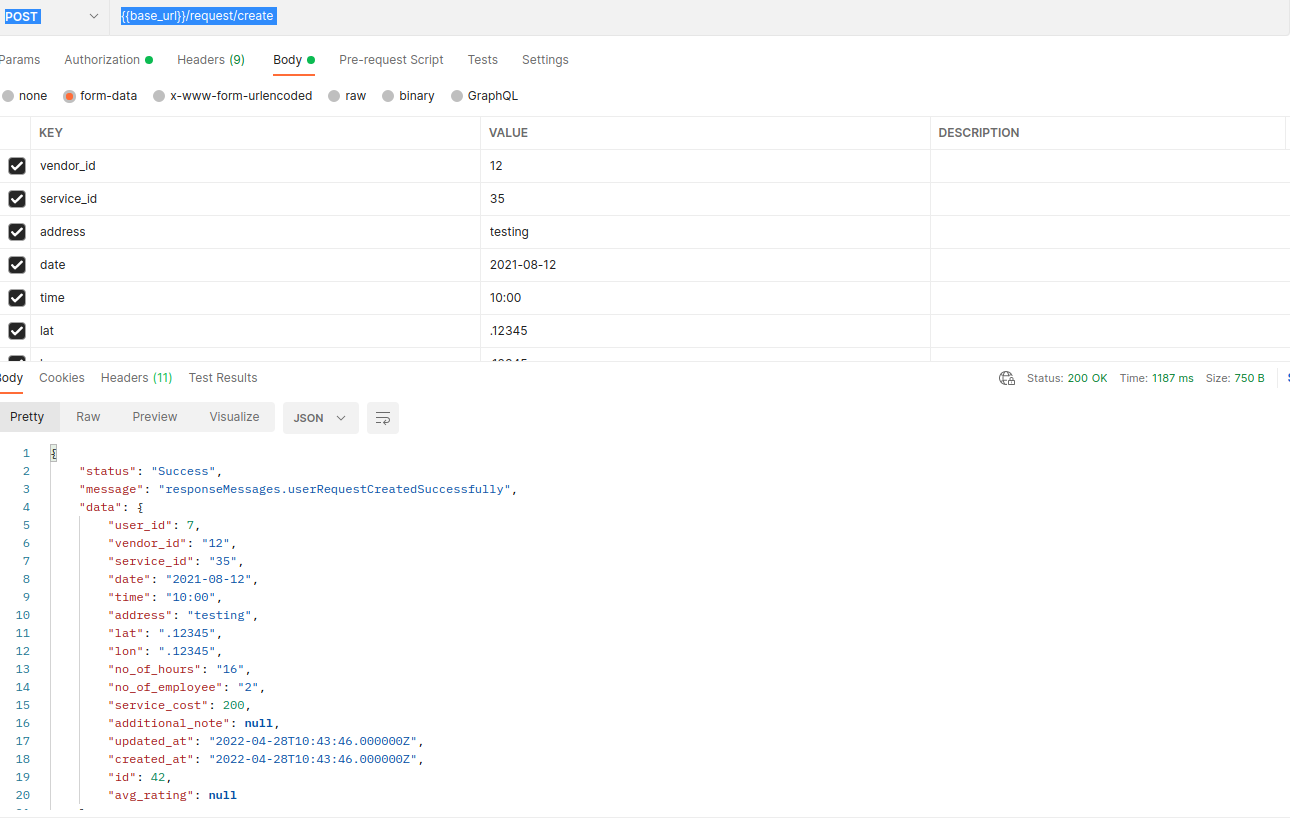 POST {{base_url}}/request/create
Params Authorization Headers (9) Body Pre-request Script Tests Settings
none form-data x-www-form-urlencoded raw binary GraphQL
KEY VALUE DESCRIPTION
vendor_id 12
service_id 35
address testing
date 2021-08-12
time 10:00
lat .12345
Body Cookies Headers (11) Test Results Status: 200 OK Time: 1187 ms Size: 750 B
Pretty Raw Preview Visualize JSON
1 {
2 "status": "Success",
3 "message": "responseMessages.userRequestCreatedSuccessfully",
4 "data": {
5 "user_id": 7,
6 "vendor_id": "12",
7 "service_id": "35",
8 "date": "2021-08-12",
9 "time": "10:00",
10 "address": "testing",
11 "lat": ".12345",
12 "lon": ".12345",
13 "no_of_hours": "16",
14 "no_of_employee": "2",
15 "service_cost": 200,
16 "additional_note": null,
17 "updated_at": "2022-04-28T10:43:46.000000Z",
18 "created_at": "2022-04-28T10:43:46.000000Z",
19 "id": 42,
20 "avg_rating": null